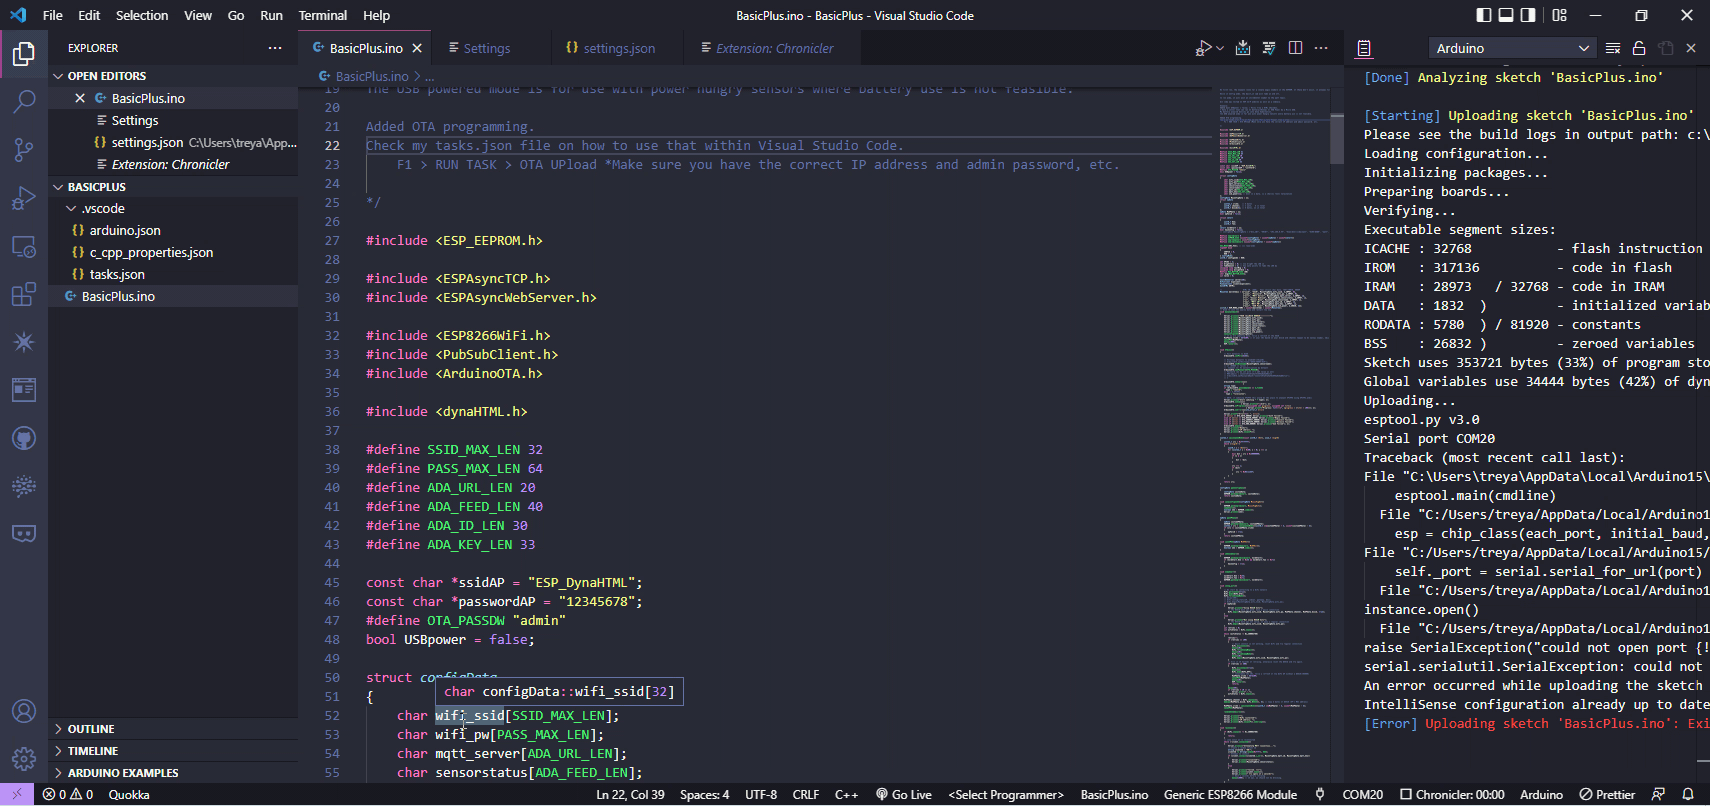 File Edit Selection View Go Run Terminal Help
BasicPlus.ino - BasicPlus - Visual Studio Code
EXPLORER ...
OPEN EDITORS
BasicPlus.ino
Settings
settings.json C:\Users\treya\App...
Extension: Chronicler
BASICPLUS
.vscode
arduino.json
c_cpp_properties.json
tasks.json
BasicPlus.ino
OUTLINE
TIMELINE
ARDUINO EXAMPLES
BasicPlus.ino Settings settings.json Extension: Chronicler
BasicPlus.ino > ...
19 The USB powered mode is for use with power hungry sensors where battery use is not feasible.
20
21 Added OTA programming.
22 Check my tasks.json file on how to use that within Visual Studio Code.
23 F1 > RUN TASK > OTA UPload *Make sure you have the correct IP address and admin password, etc.
24
25 */
26
27 #include <ESP_EEPROM.h>
28
29 #include <ESPAsyncTCP.h>
30 #include <ESPAsyncWebServer.h>
31
32 #include <ESP8266WiFi.h>
33 #include <PubSubClient.h>
34 #include <ArduinoOTA.h>
35
36 #include <dynaHTML.h>
37
38 #define SSID_MAX_LEN 32
39 #define PASS_MAX_LEN 64
40 #define ADA_URL_LEN 20
41 #define ADA_FEED_LEN 40
42 #define ADA_ID_LEN 30
43 #define ADA_KEY_LEN 33
44
45 const char *ssidAP = "ESP_DynaHTML";
46 const char *passwordAP = "12345678";
47 #define OTA_PASSDW "admin"
48 bool USBpower = false;
49
50 struct configData
char configData::wifi_ssid[32]
51 {
52 char wifi_ssid[SSID_MAX_LEN];
53 char wifi_pw[PASS_MAX_LEN];
54 char mqtt_server[ADA_URL_LEN];
55 char sensorstatus[ADA_FEED_LEN];
Arduino
[Done] Analyzing sketch 'BasicPlus.ino'
[Starting] Uploading sketch 'BasicPlus.ino'
Please see the build logs in output path: c:\
Loading configuration...
Initializing packages...
Preparing boards...
Verifying...
Executable segment sizes:
ICACHE : 32768 - flash instruction
IROM : 317136 - code in flash
IRAM : 28973 / 32768 - code in IRAM
DATA : 1832 ) - initialized variab
RODATA : 5780 ) / 81920 - constants
BSS : 26832 ) - zeroed variables
Sketch uses 353721 bytes (33%) of program sto
Global variables use 34444 bytes (42%) of dyn
Uploading...
esptool.py v3.0
Serial port COM20
Traceback (most recent call last):
File "C:\Users\treya\AppData\Local\Arduino15\
esptool.main(cmdline)
File "C:/Users/treya/AppData/Local/Arduino1
esp = chip_class(each_port, initial_baud,
File "C:/Users/treya/AppData/Local/Arduino15/
self._port = serial.serial_for_url(port)
File "C:/Users/treya/AppData/Local/Arduino1
instance.open()
File "C:/Users/treya/AppData/Local/Arduino1
raise SerialException("could not open port {!
serial.serialutil.SerialException: could not
An error occurred while uploading the sketch
IntelliSense configuration already up to date
[Error] Uploading sketch 'BasicPlus.ino': Exi
0 0 Quokka Ln 22, Col 39 Spaces: 4 UTF-8 CRLF C++ Go Live <Select Programmer> BasicPlus.ino Generic ESP8266 Module COM20 Chronicler: 00:00 Arduino Prettier